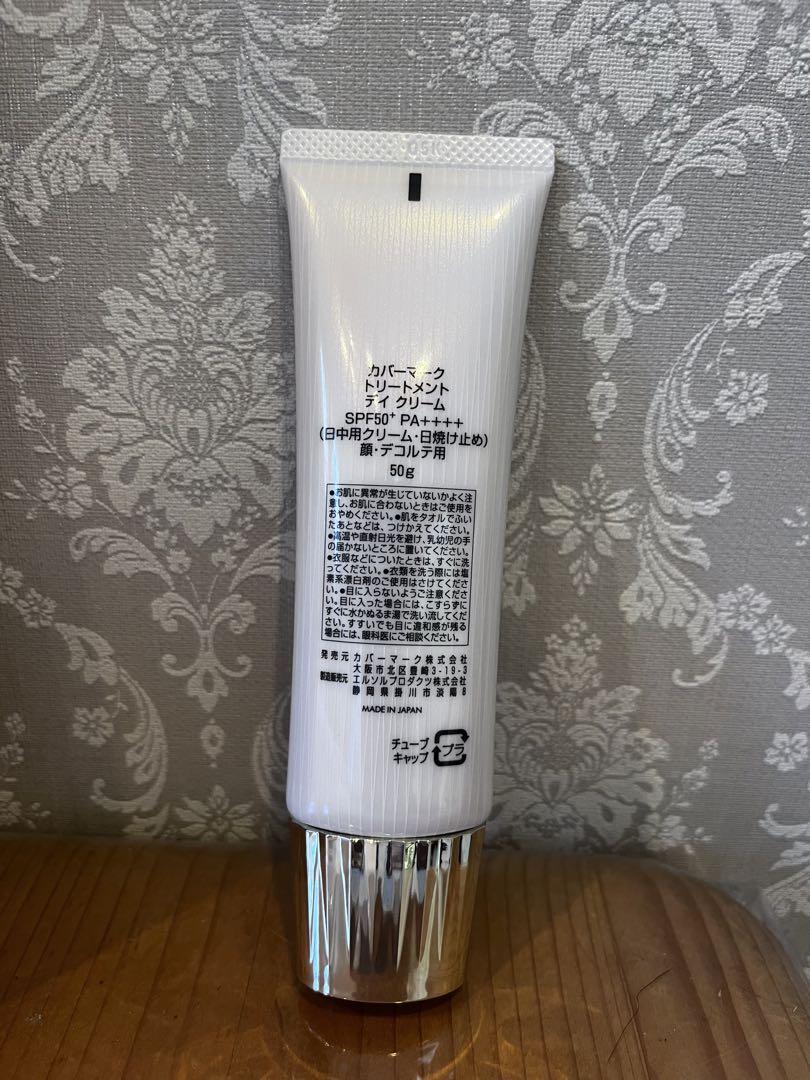 カバーマーク
トリートメント
デイ クリーム
SPF50+ PA++++
(日中用クリーム・日焼け止め)
顔・デコルテ用
50g
●お肌に異常が生じていないかよく注
意し、お肌に合わないときはご使用を
おやめください。●肌をタオルでふい
たあとなどは、つけかえてください。
●高温や直射日光を避け、乳幼児の手
の届かないところに置いてください。
●衣服などについたときは、すぐに洗
ってください。●衣類を洗う際には塩
素系漂白剤のご使用はさけてくださ
い。●目に入らないようご注意くださ
い。目に入った場合には、こすらずに
すぐに水かぬるま湯で洗い流してくだ
さい。すすいでも目に違和感が残る
場合には、眼科医にご相談ください。
発売元 カバーマーク株式会社
大阪市北区豊崎3-19-3
製造販売元 エルソルプロダクツ株式会社
静岡県掛川市淡陽8
MADE IN JAPAN
チューブ
キャップ
プラ